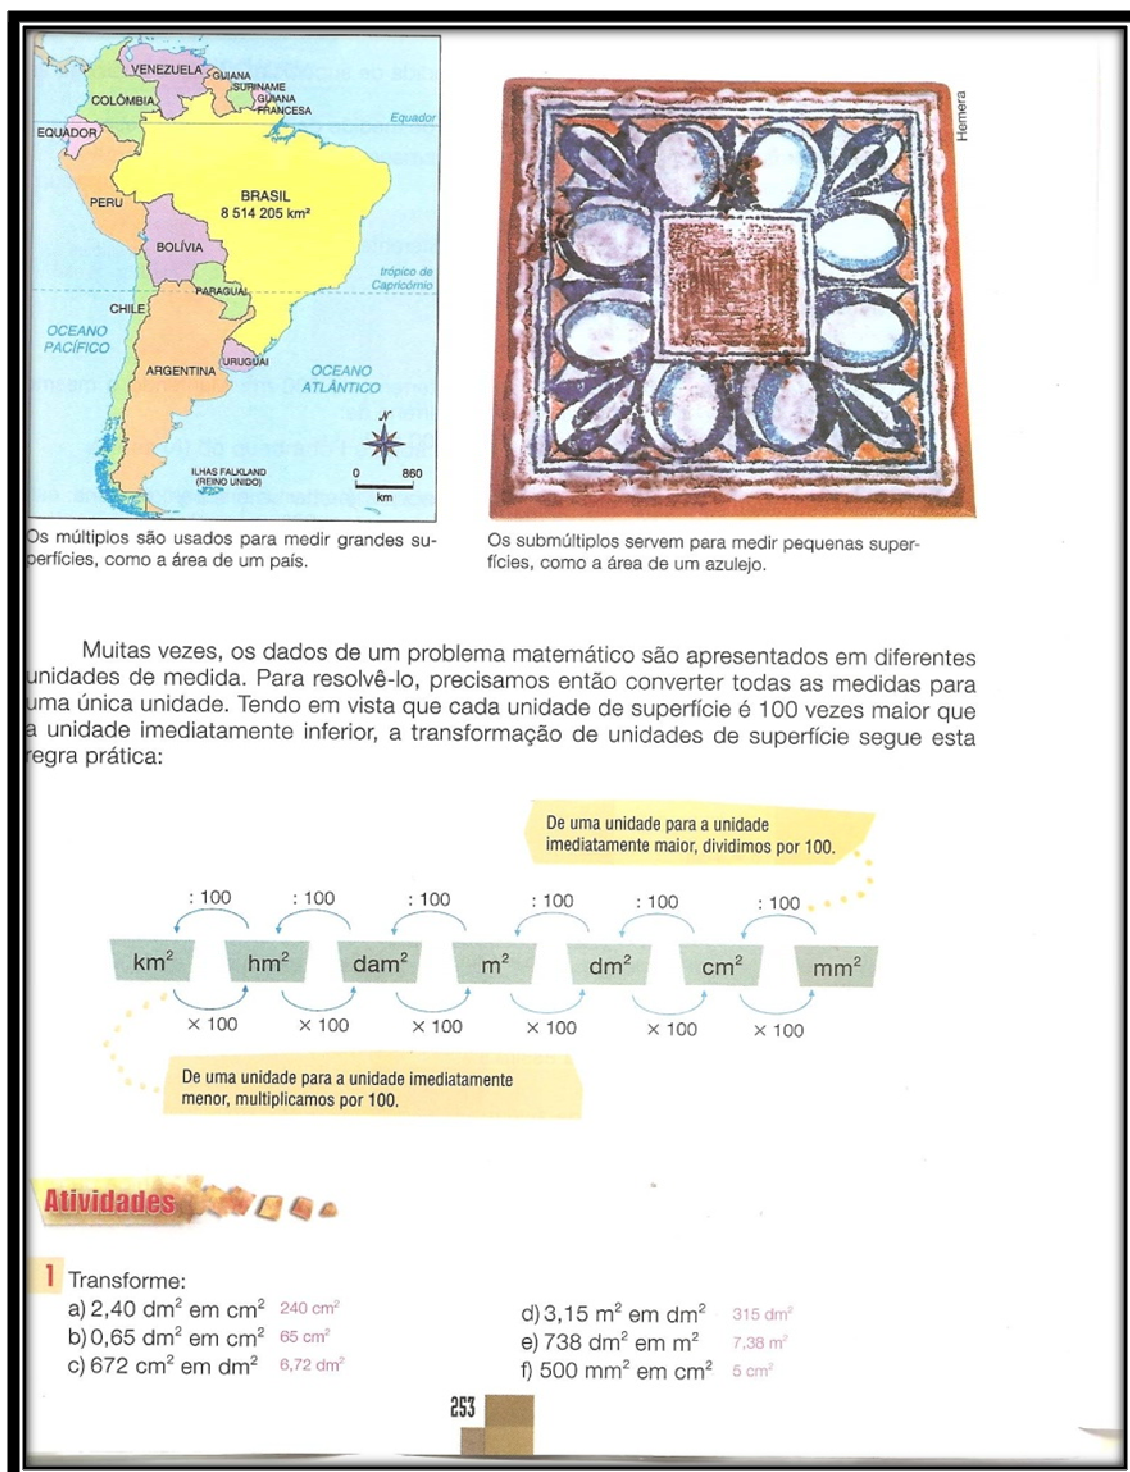 VENEZUELA
GUIANA
SURINAME
GUIANA
FRANCESA
COLÔMBIA
Equador
EQUADOR
PERU
BRASIL
8 514 205 km²
BOLÍVIA
trópico de
Capricórnio
PARAGUAI
CHILE
OCEANO
PACÍFICO
URUGUAI
ARGENTINA
OCEANO
ATLÂNTICO
N
ILHAS FALKLAND
(REINO UNIDO)
0 860
km
Hemera
Os múltiplos são usados para medir grandes su-
perfícies, como a área de um país.
Os submúltiplos servem para medir pequenas super-
fícies, como a área de um azulejo.
Muitas vezes, os dados de um problema matemático são apresentados em diferentes
unidades de medida. Para resolvê-lo, precisamos então converter todas as medidas para
uma única unidade. Tendo em vista que cada unidade de superfície é 100 vezes maior que
a unidade imediatamente inferior, a transformação de unidades de superfície segue esta
regra prática:
De uma unidade para a unidade
imediatamente maior, dividimos por 100.
: 100 : 100 : 100 : 100 : 100 : 100
km² hm² dam² m² dm² cm² mm²
× 100 × 100 × 100 × 100 × 100 × 100
De uma unidade para a unidade imediatamente
menor, multiplicamos por 100.
Atividades
1 Transforme:
a) 2,40 dm² em cm² 240 cm²
b) 0,65 dm² em cm² 65 cm²
c) 672 cm² em dm² 6,72 dm²
d) 3,15 m² em dm² 315 dm²
e) 738 dm² em m² 7,38 m²
f) 500 mm² em cm² 5 cm²
253